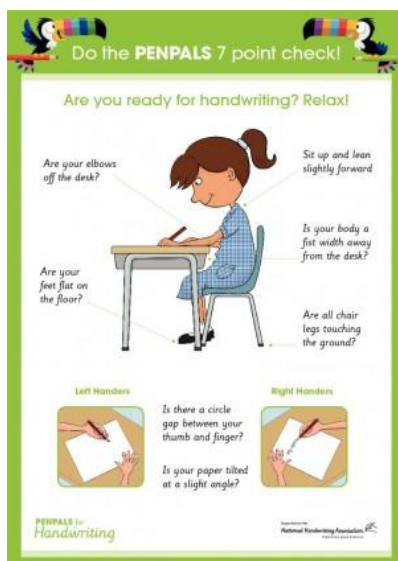 Do the PENPALS 7 point check!
Are you ready for handwriting? Relax!
Are your elbows
off the desk?
Sit up and lean
slightly forward
Is your body a
fist width away
from the desk?
Are your
feet flat on
the floor?
Are all chair
legs touching
the ground?
Left Handers
Right Handers
Is there a circle
gap between your
thumb and finger?
Is your paper tilted
at a slight angle?
PENPALS for
Handwriting
National Handwriting Association